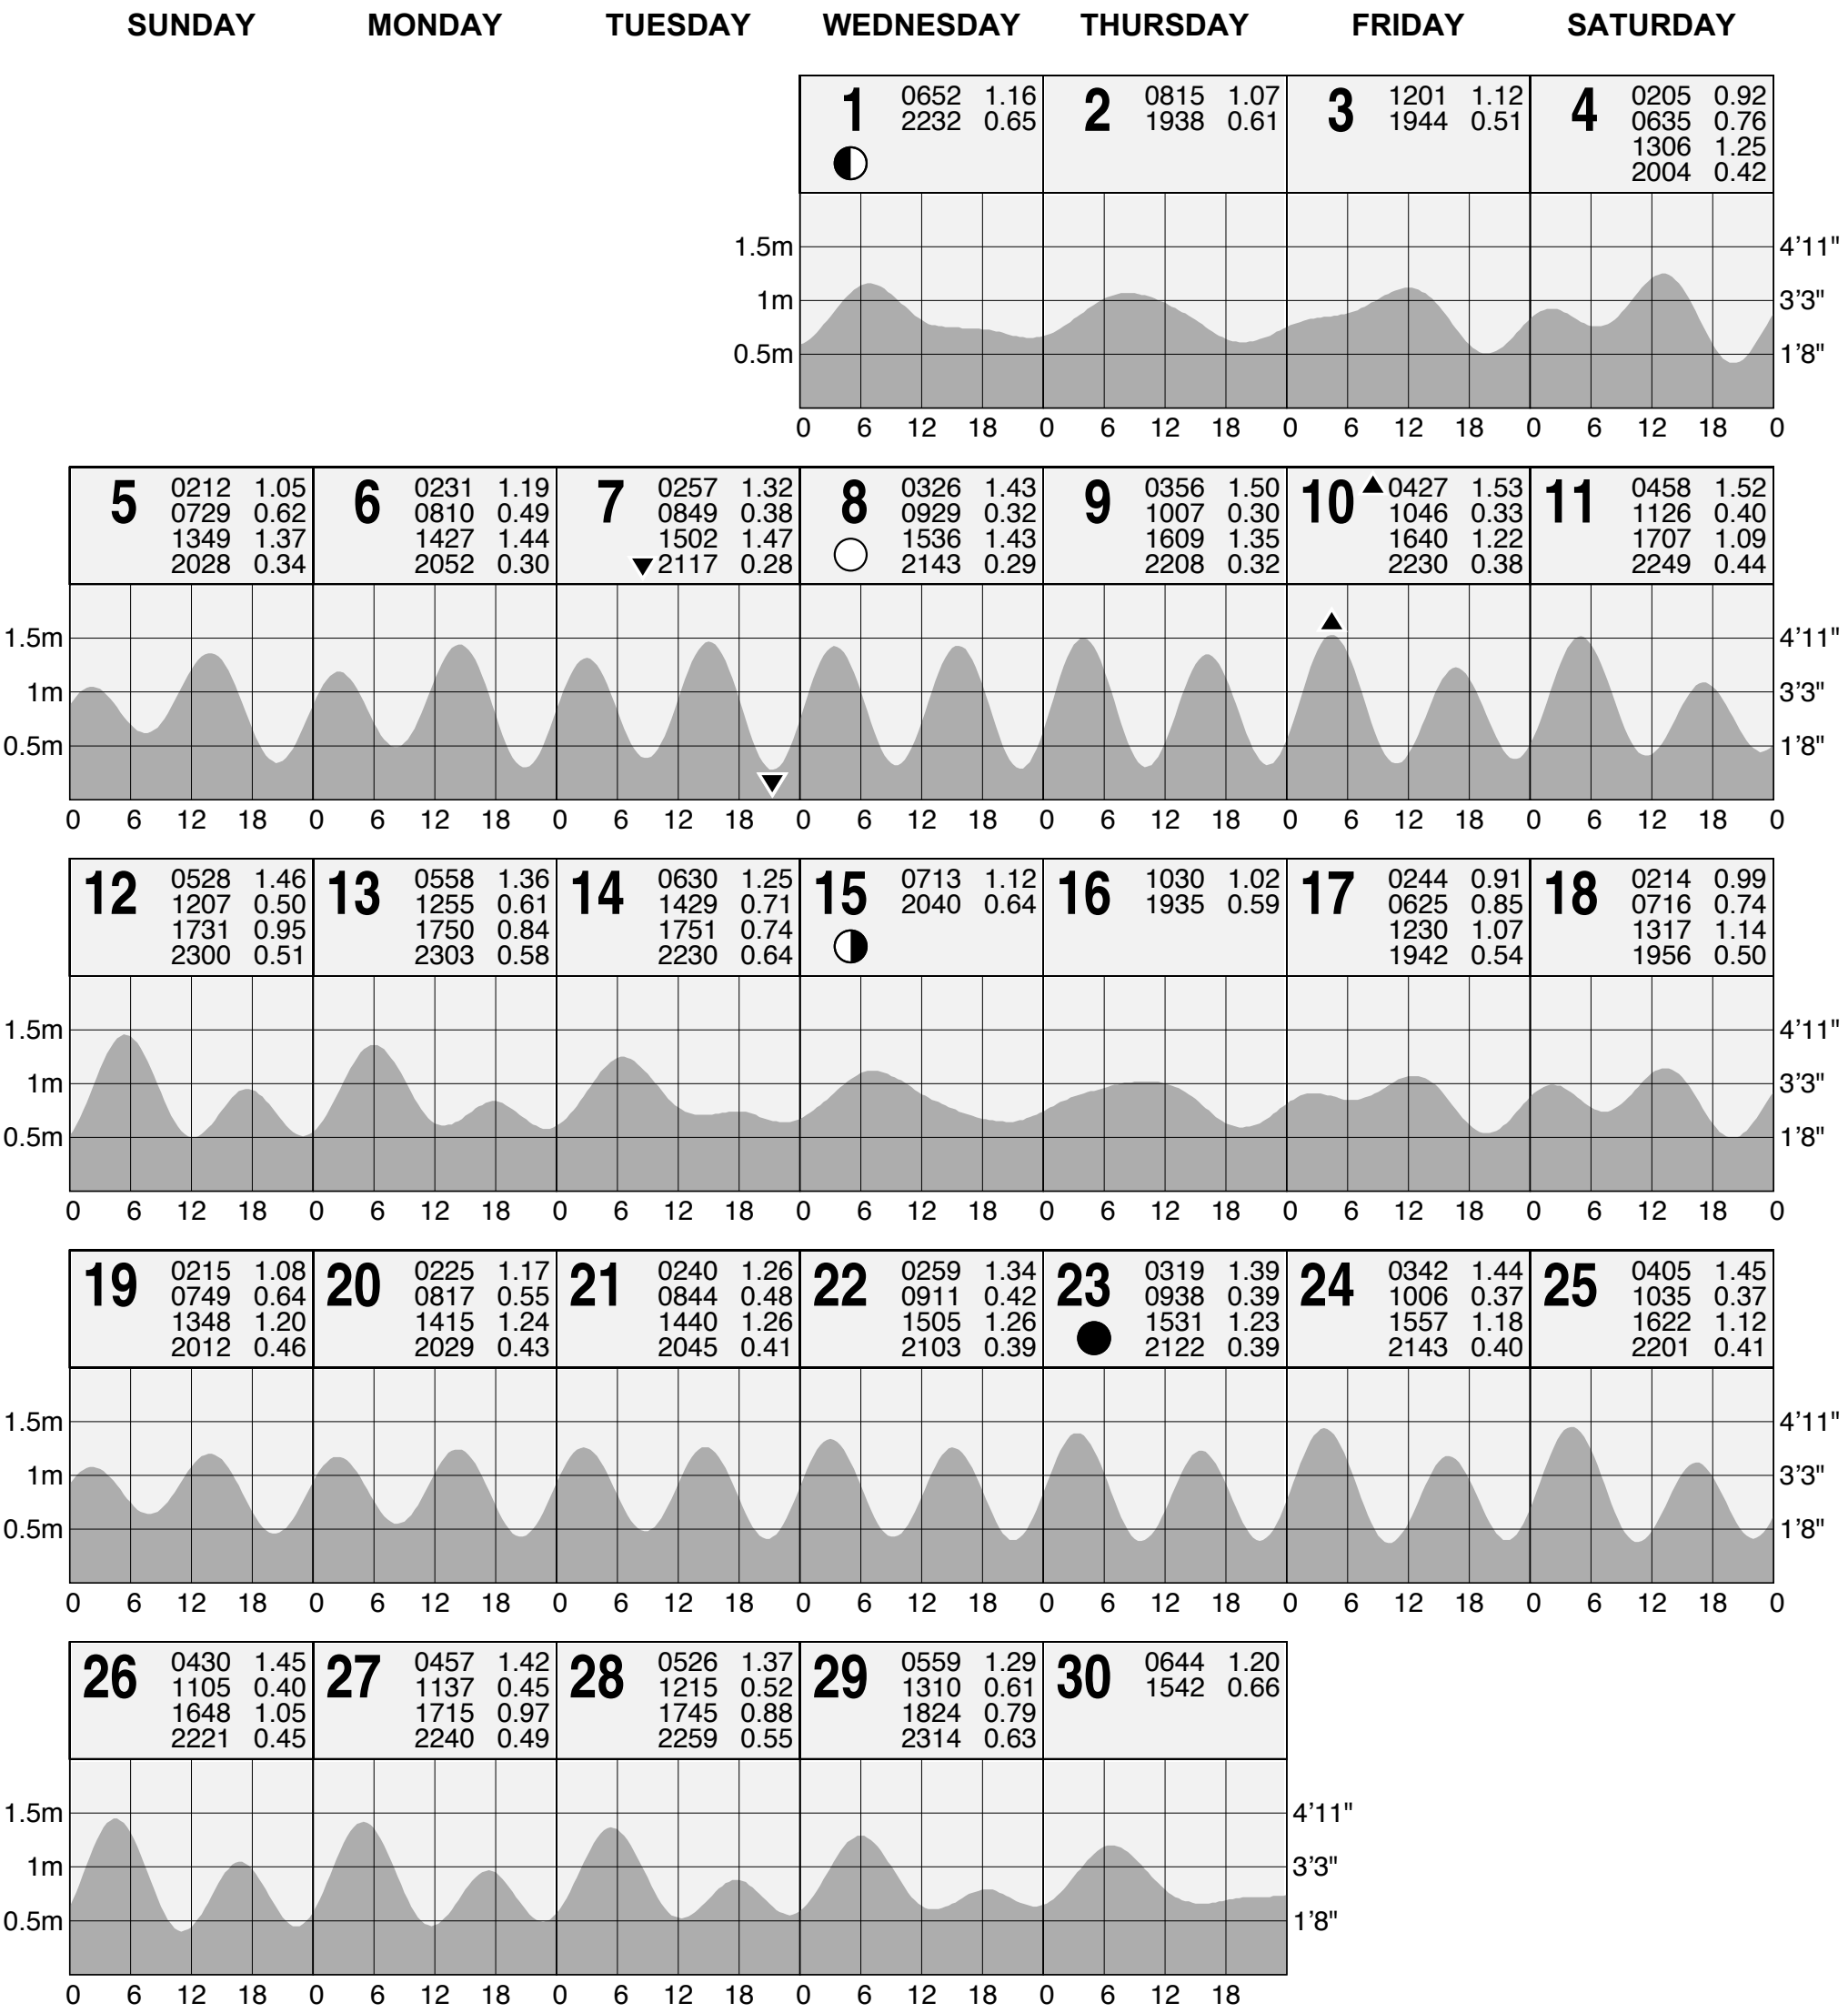 SUNDAY MONDAY TUESDAY WEDNESDAY THURSDAY FRIDAY SATURDAY
1 0652 1.16
2232 0.65
2 0815 1.07
1938 0.61
3 1201 1.12
1944 0.51
4 0205 0.92
0635 0.76
1306 1.25
2004 0.42
1.5m 4'11"
1m 3'3"
0.5m 1'8"
0 6 12 18 0 6 12 18 0 6 12 18 0 6 12 18 0
5 0212 1.05
0729 0.62
1349 1.37
2028 0.34
6 0231 1.19
0810 0.49
1427 1.44
2052 0.30
7 0257 1.32
0849 0.38
1502 1.47
2117 0.28
8 0326 1.43
0929 0.32
1536 1.43
2143 0.29
9 0356 1.50
1007 0.30
1609 1.35
2208 0.32
10 0427 1.53
1046 0.33
1640 1.22
2230 0.38
11 0458 1.52
1126 0.40
1707 1.09
2249 0.44
1.5m 4'11"
1m 3'3"
0.5m 1'8"
0 6 12 18 0 6 12 18 0 6 12 18 0 6 12 18 0 6 12 18 0 6 12 18 0 6 12 18 0
12 0528 1.46
1207 0.50
1731 0.95
2300 0.51
13 0558 1.36
1255 0.61
1750 0.84
2303 0.58
14 0630 1.25
1429 0.71
1751 0.74
2230 0.64
15 0713 1.12
2040 0.64
16 1030 1.02
1935 0.59
17 0244 0.91
0625 0.85
1230 1.07
1942 0.54
18 0214 0.99
0716 0.74
1317 1.14
1956 0.50
1.5m 4'11"
1m 3'3"
0.5m 1'8"
0 6 12 18 0 6 12 18 0 6 12 18 0 6 12 18 0 6 12 18 0 6 12 18 0 6 12 18 0
19 0215 1.08
0749 0.64
1348 1.20
2012 0.46
20 0225 1.17
0817 0.55
1415 1.24
2029 0.43
21 0240 1.26
0844 0.48
1440 1.26
2045 0.41
22 0259 1.34
0911 0.42
1505 1.26
2103 0.39
23 0319 1.39
0938 0.39
1531 1.23
2122 0.39
24 0342 1.44
1006 0.37
1557 1.18
2143 0.40
25 0405 1.45
1035 0.37
1622 1.12
2201 0.41
1.5m 4'11"
1m 3'3"
0.5m 1'8"
0 6 12 18 0 6 12 18 0 6 12 18 0 6 12 18 0 6 12 18 0 6 12 18 0 6 12 18 0
26 0430 1.45
1105 0.40
1648 1.05
2221 0.45
27 0457 1.42
1137 0.45
1715 0.97
2240 0.49
28 0526 1.37
1215 0.52
1745 0.88
2259 0.55
29 0559 1.29
1310 0.61
1824 0.79
2314 0.63
30 0644 1.20
1542 0.66
1.5m 4'11"
1m 3'3"
0.5m 1'8"
0 6 12 18 0 6 12 18 0 6 12 18 0 6 12 18 0 6 12 18